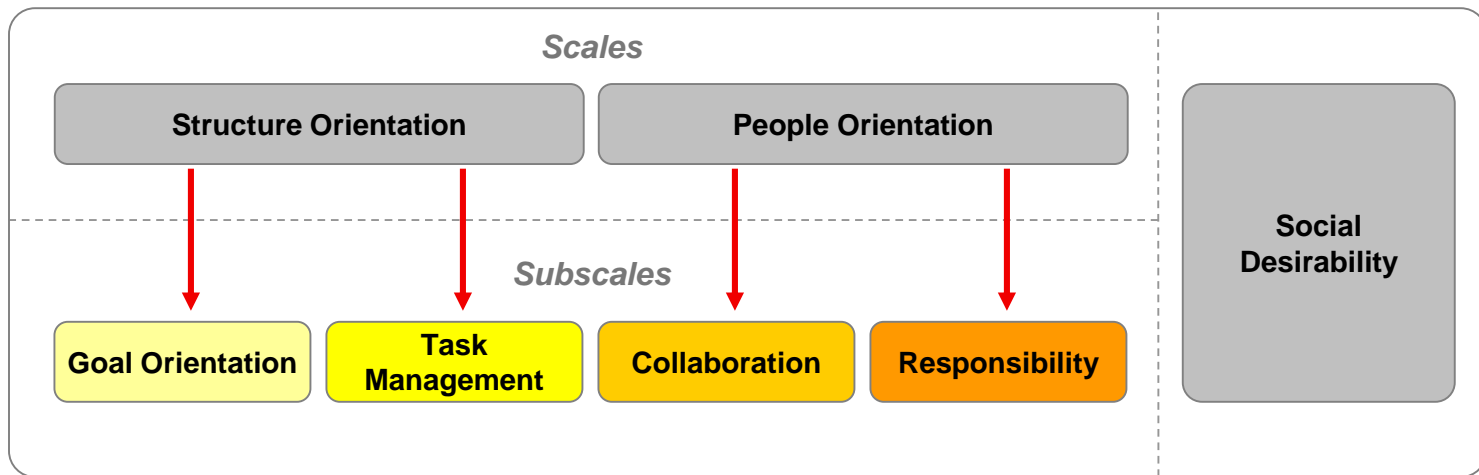 Scales
Structure Orientation
People Orientation
Subscales
Goal Orientation
Task
Management
Collaboration
Responsibility
Social
Desirability